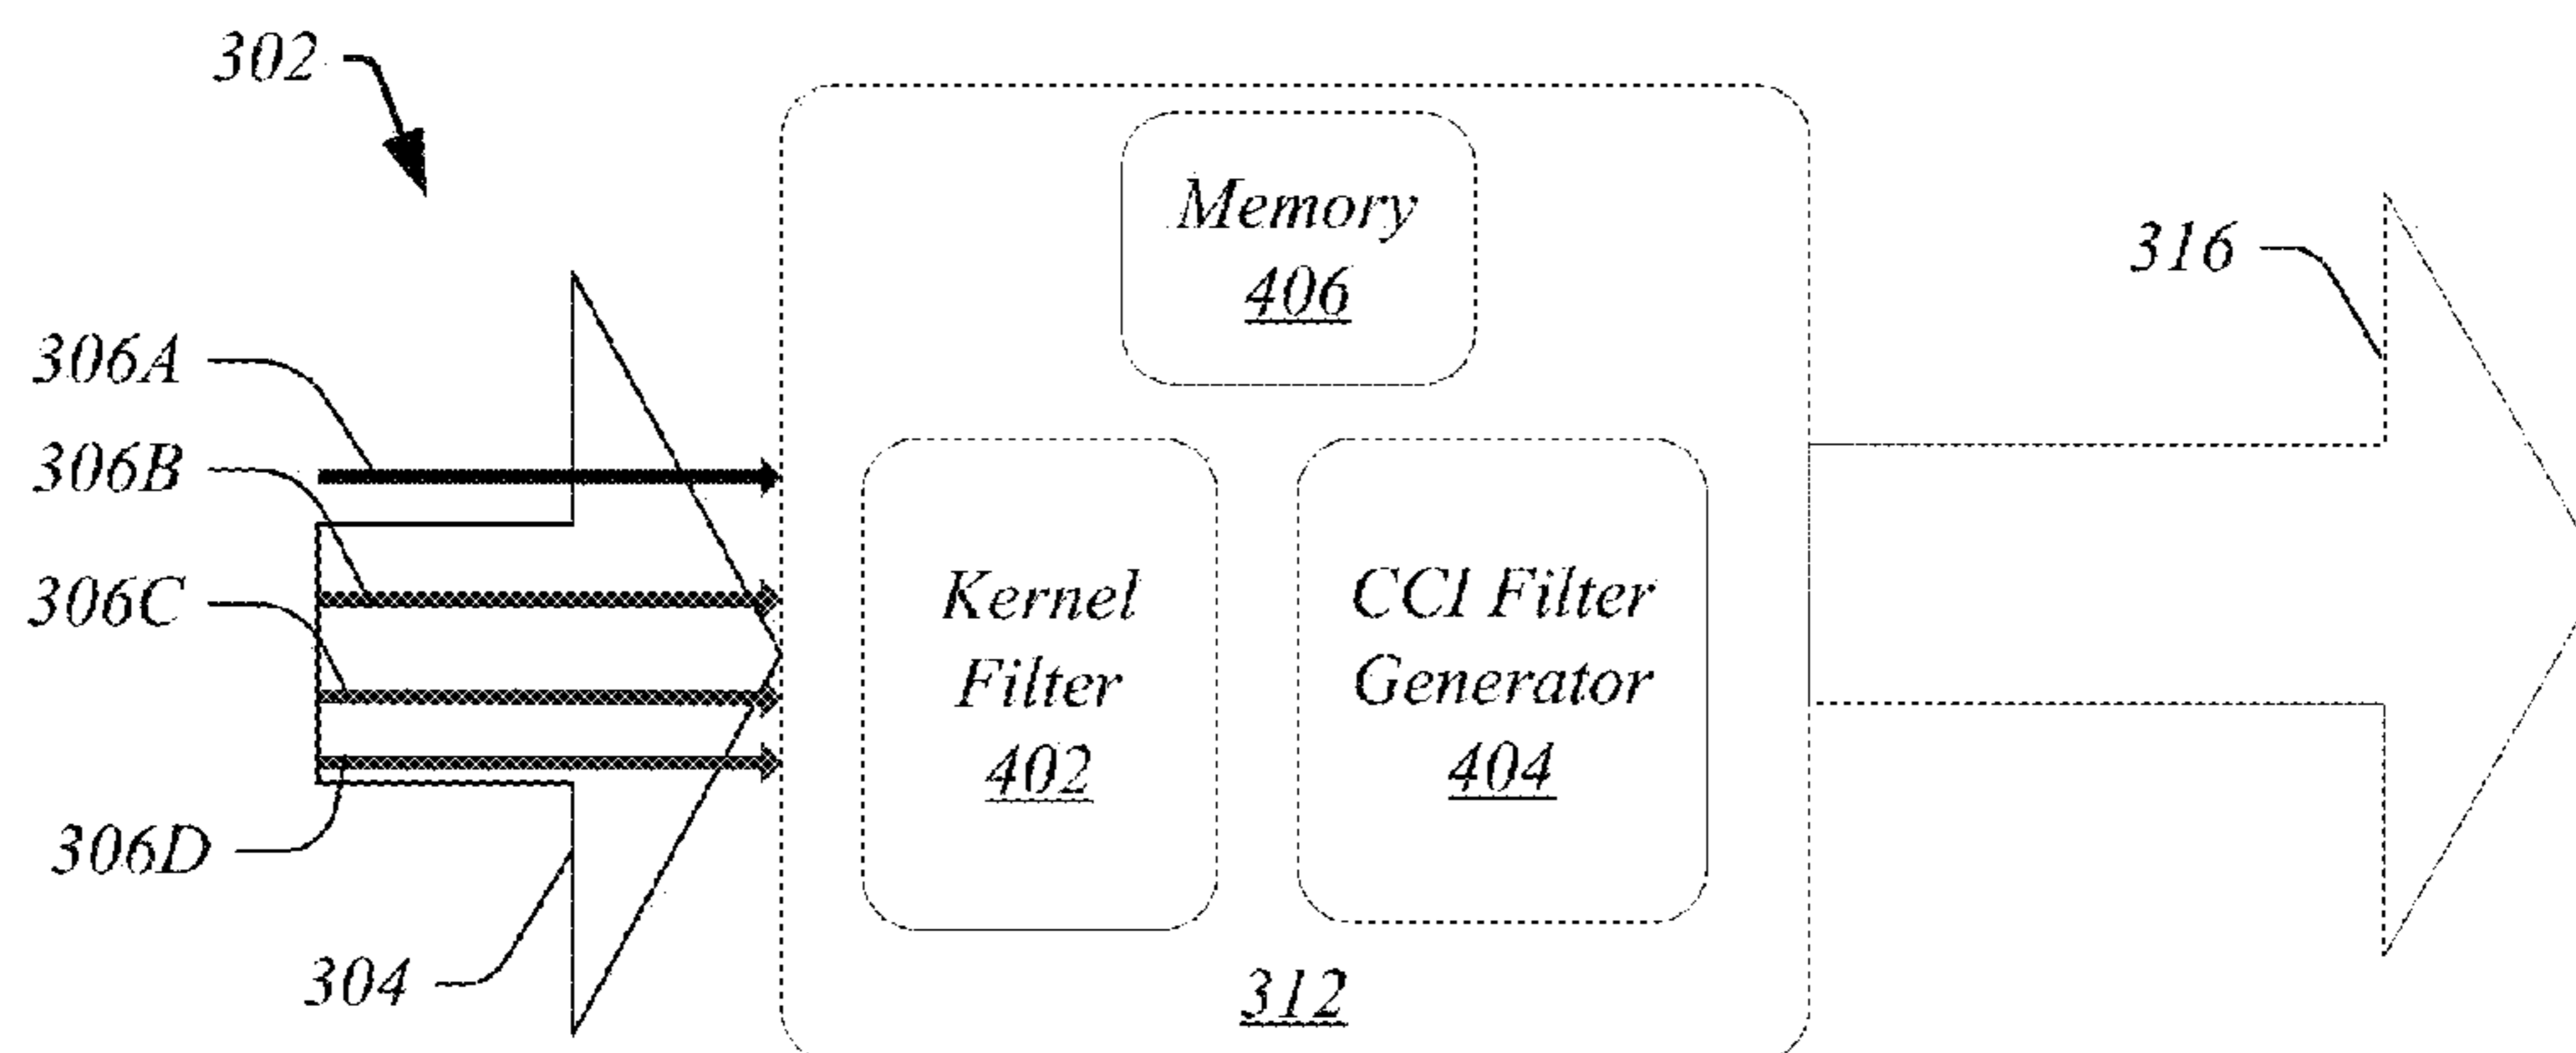 302
306A
306B
306C
306D
304
Memory
406
Kernel
Filter
402
CCI Filter
Generator
404
312
316